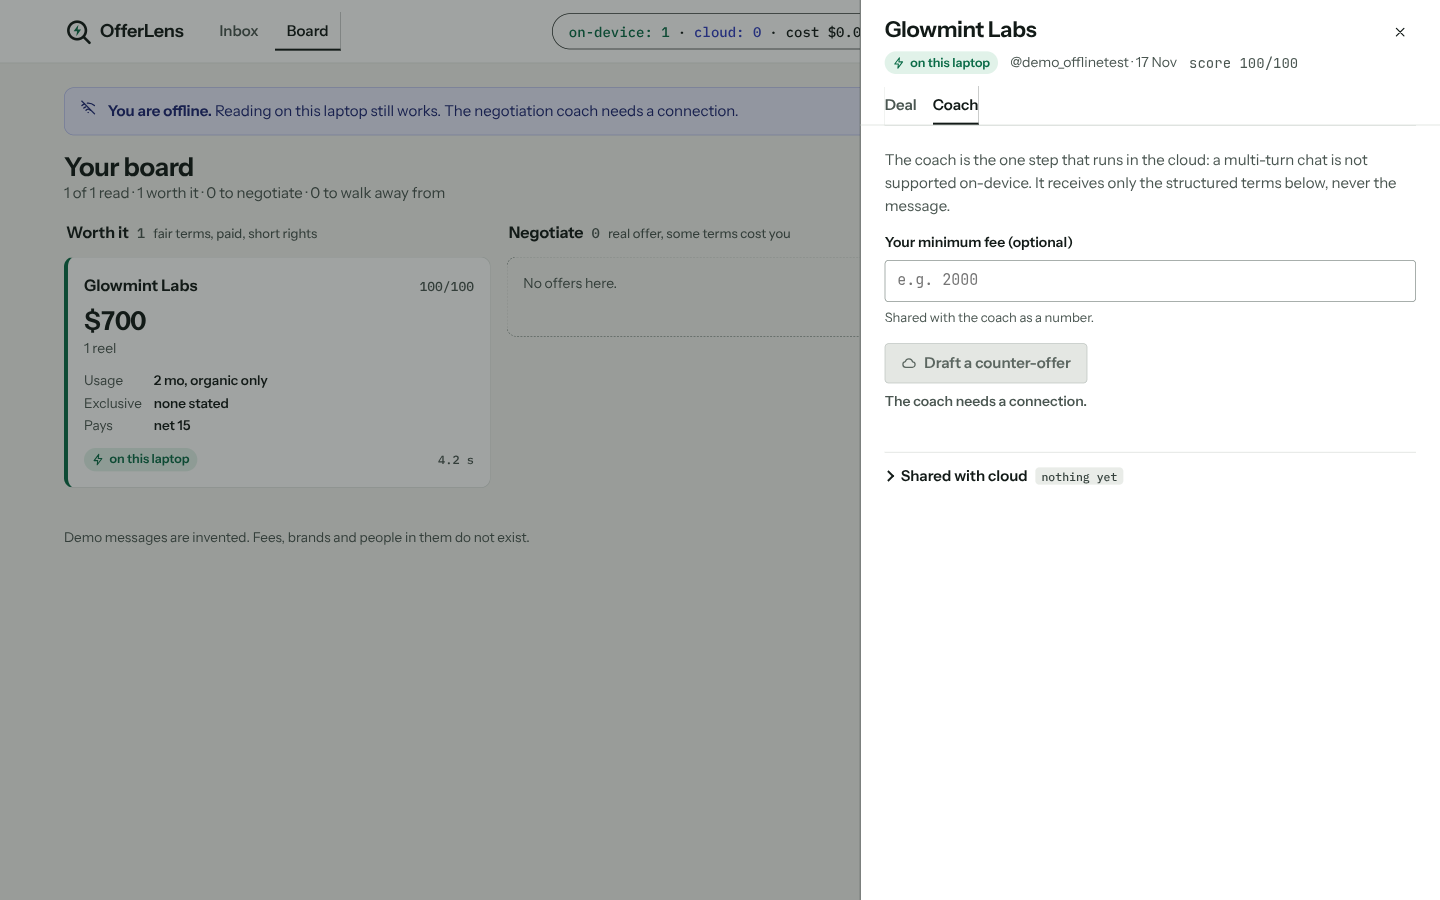 OfferLens
Inbox
Board
on-device: 1 · cloud: 0 · cost $0.0
You are offline. Reading on this laptop still works. The negotiation coach needs a connection.
Your board
1 of 1 read · 1 worth it · 0 to negotiate · 0 to walk away from
Worth it 1 fair terms, paid, short rights
Glowmint Labs 100/100
$700
1 reel
Usage 2 mo, organic only
Exclusive none stated
Pays net 15
on this laptop 4.2 s
Negotiate 0 real offer, some terms cost you
No offers here.
Demo messages are invented. Fees, brands and people in them do not exist.
Glowmint Labs
on this laptop @demo_offlinetest · 17 Nov score 100/100
Deal Coach
The coach is the one step that runs in the cloud: a multi-turn chat is not
supported on-device. It receives only the structured terms below, never the
message.
Your minimum fee (optional)
e.g. 2000
Shared with the coach as a number.
Draft a counter-offer
The coach needs a connection.
Shared with cloud nothing yet